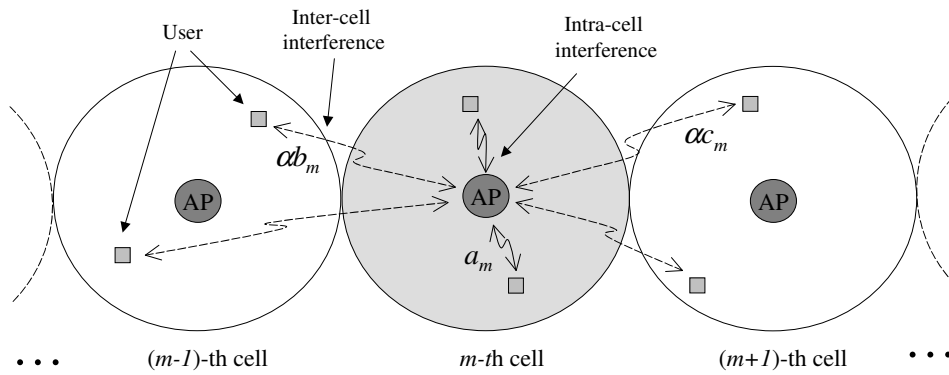 User
Inter-cell
interference
Intra-cell
interference
αb_m
αc_m
AP
AP
AP
a_m
• • •
(m-1)-th cell
m-th cell
(m+1)-th cell
• • •